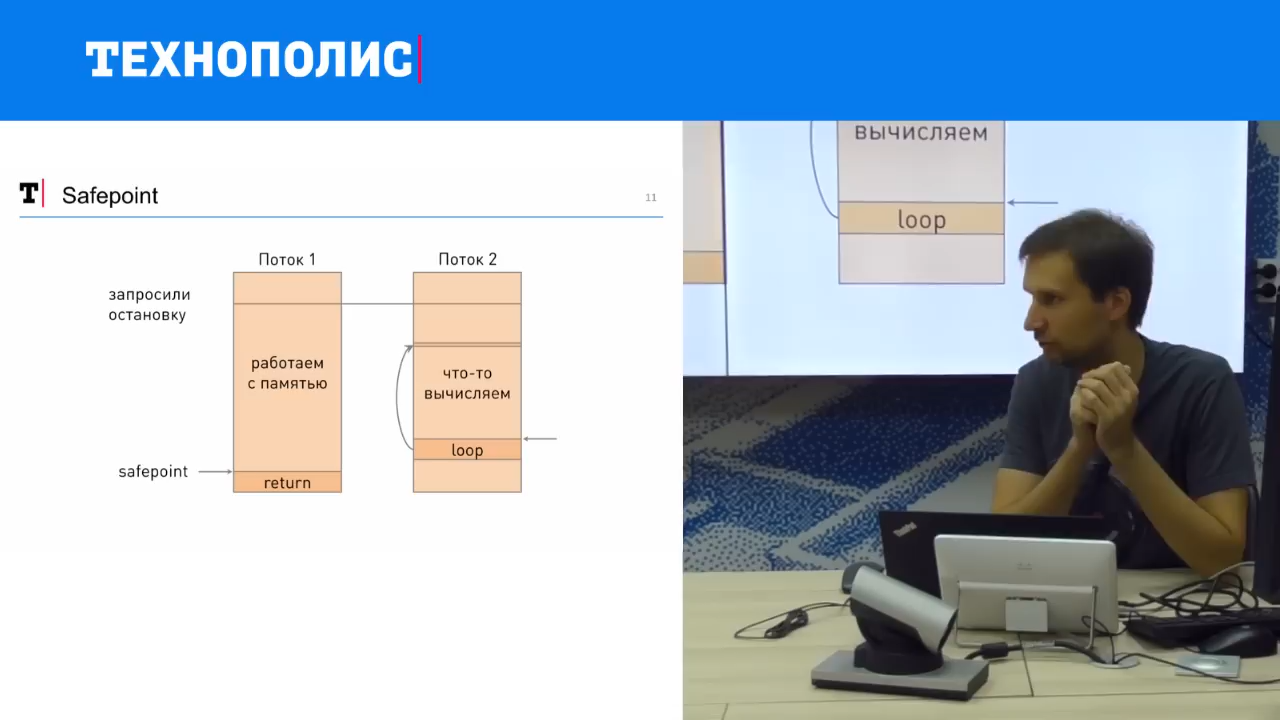 ТЕХНОПОЛИС
T
Safepoint
11
Поток 1
Поток 2
запросили
остановку
работаем
с памятью
что-то
вычисляем
loop
safepoint
return
вычисляем
loop
ThinkPad